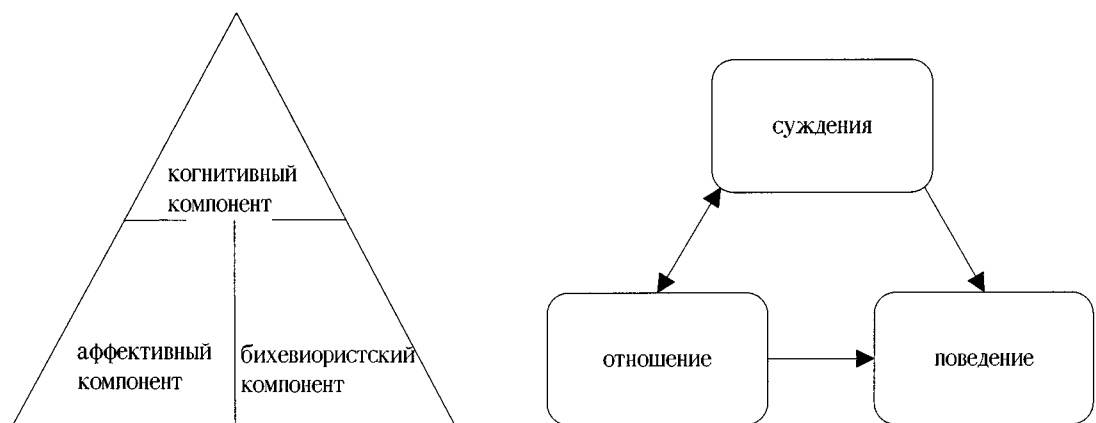 когнитивный
компонент
аффективный
компонент
бихевиористский
компонент
суждения
отношение
поведение